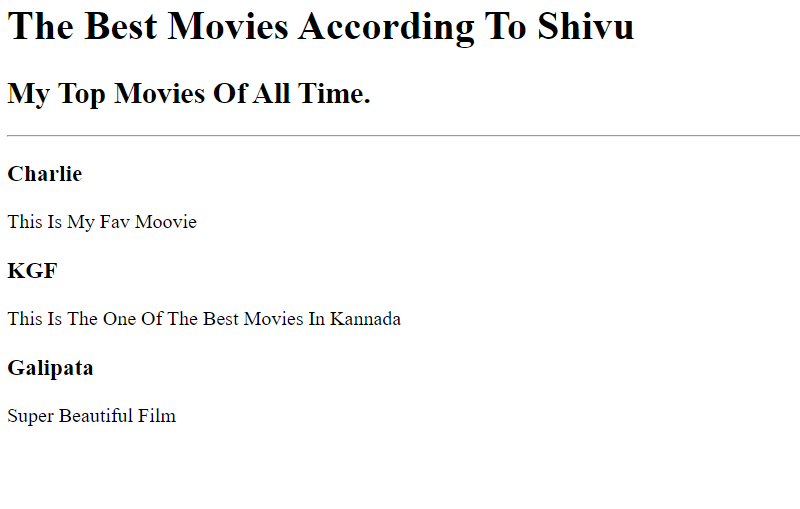 The Best Movies According To Shivu
My Top Movies Of All Time.
Charlie
This Is My Fav Moovie
KGF
This Is The One Of The Best Movies In Kannada
Galipata
Super Beautiful Film